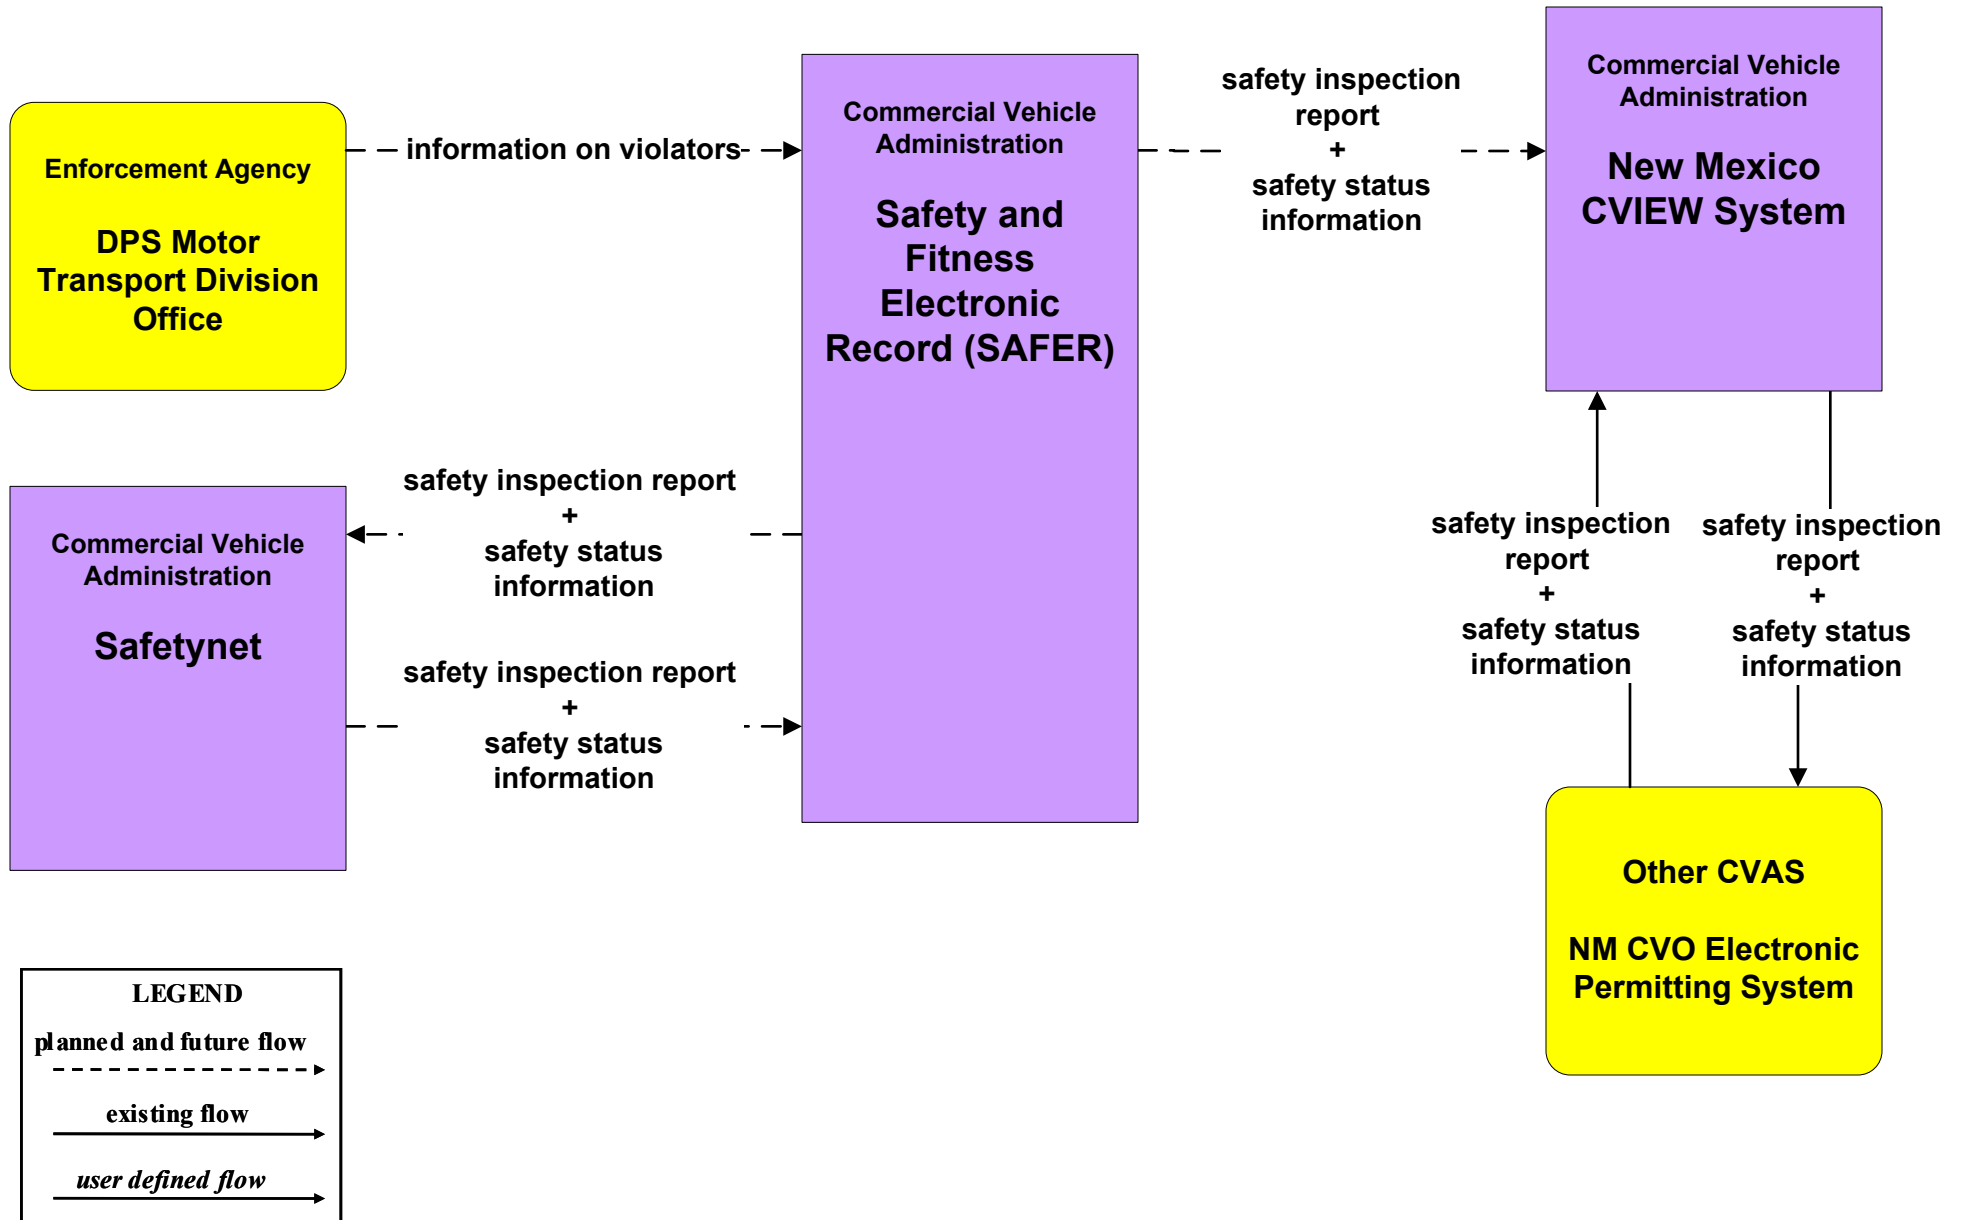 Enforcement Agency
DPS Motor
Transport Division
Office
information on violators
Commercial Vehicle
Administration
Safety and
Fitness
Electronic
Record (SAFER)
safety inspection
report
+
safety status
information
Commercial Vehicle
Administration
New Mexico
CVIEW System
Commercial Vehicle
Administration
Safetynet
safety inspection report
+
safety status
information
safety inspection report
+
safety status
information
safety inspection
report
+
safety status
information
safety inspection
report
+
safety status
information
Other CVAS
NM CVO Electronic
Permitting System
LEGEND
planned and future flow
existing flow
user defined flow